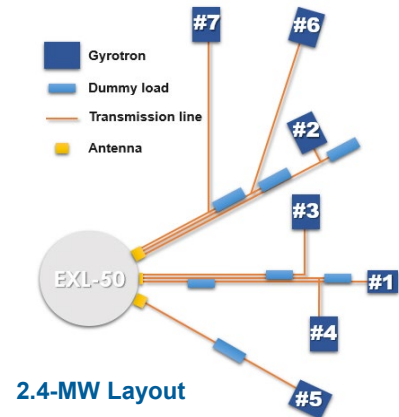 #7
#6
Gyrotron
Dummy load
Transmission line
Antenna
#2
#3
EXL-50
#1
#4
2.4-MW Layout
#5